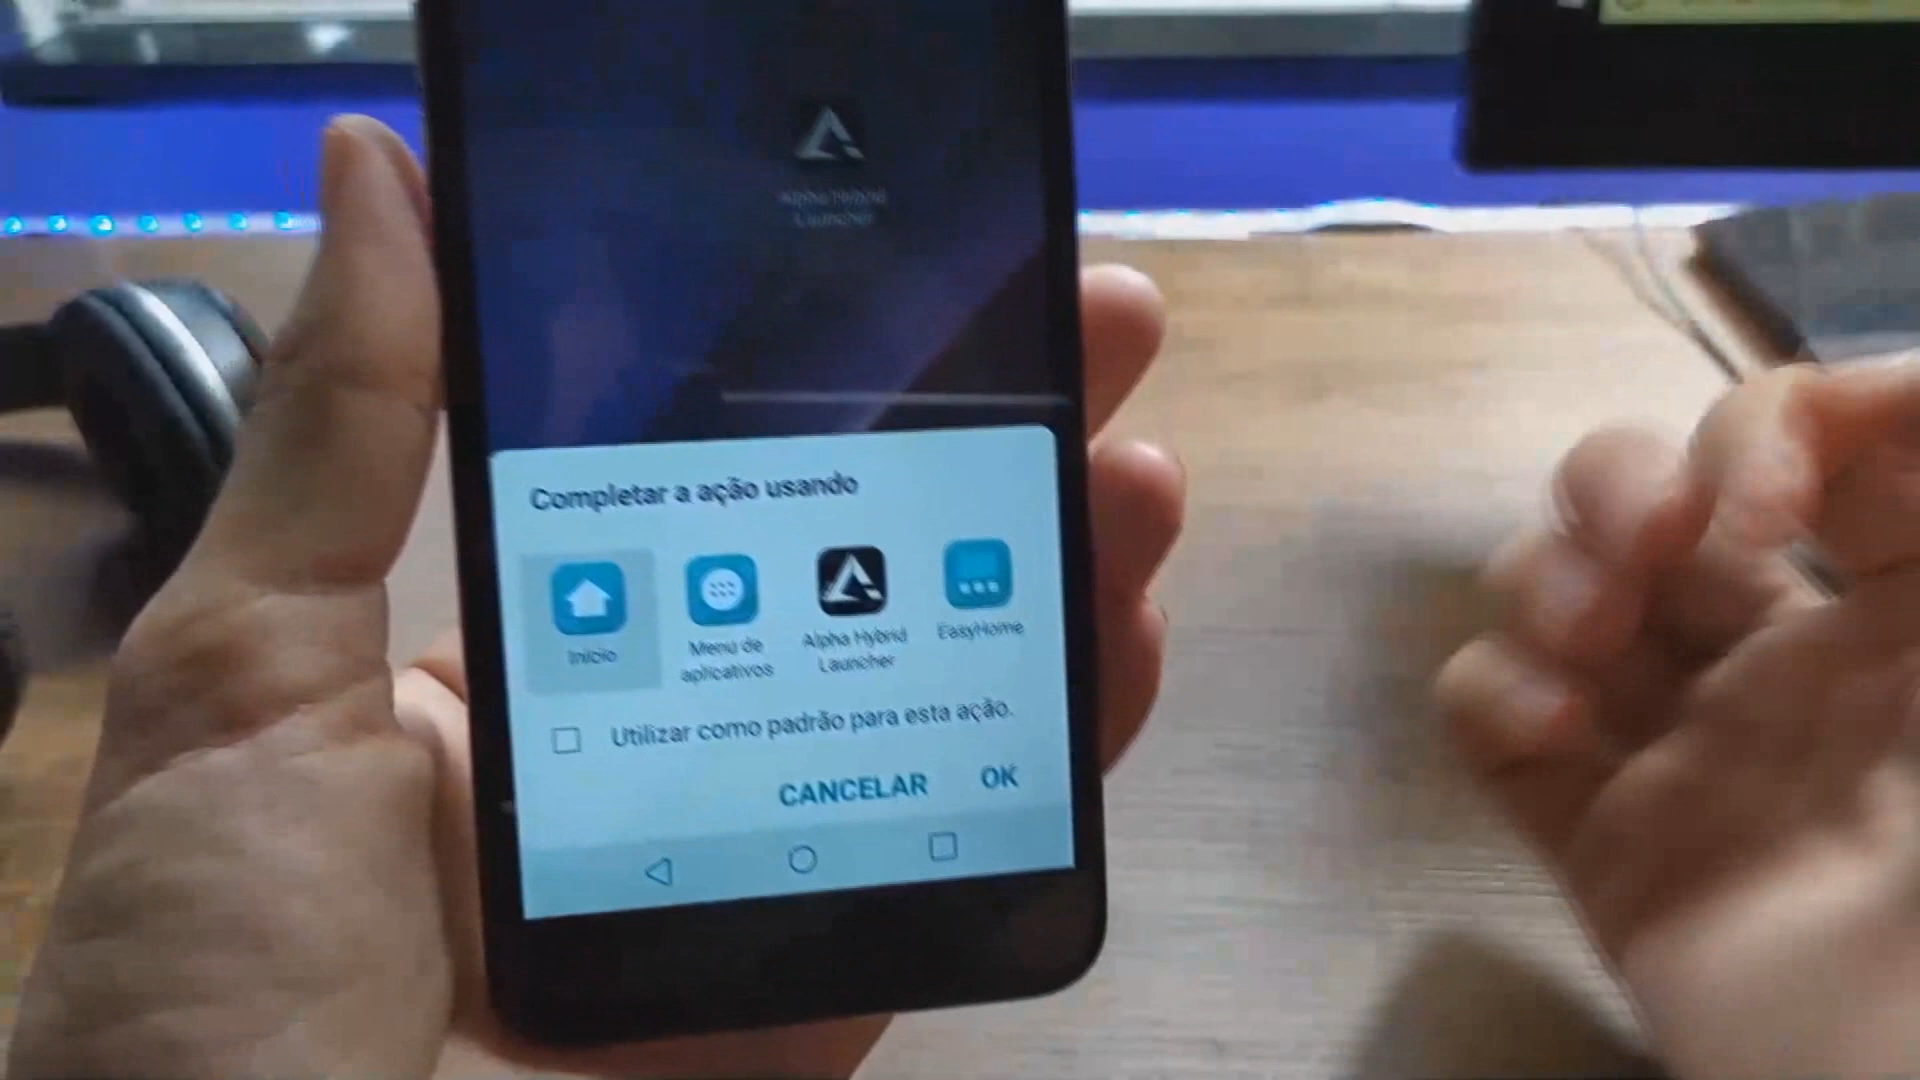 Alpha Hybrid
Launcher
Completar a ação usando
Início
Menu de
aplicativos
Alpha Hybrid
Launcher
EasyHome
Utilizar como padrão para esta ação.
CANCELAR
OK